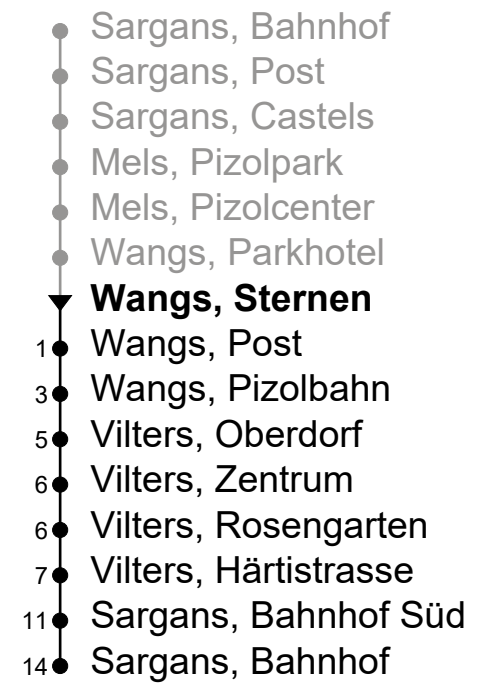 Sargans, Bahnhof
Sargans, Post
Sargans, Castels
Mels, Pizolpark
Mels, Pizolcenter
Wangs, Parkhotel
Wangs, Sternen
1 Wangs, Post
3 Wangs, Pizolbahn
5 Vilters, Oberdorf
6 Vilters, Zentrum
6 Vilters, Rosengarten
7 Vilters, Härtistrasse
11 Sargans, Bahnhof Süd
14 Sargans, Bahnhof